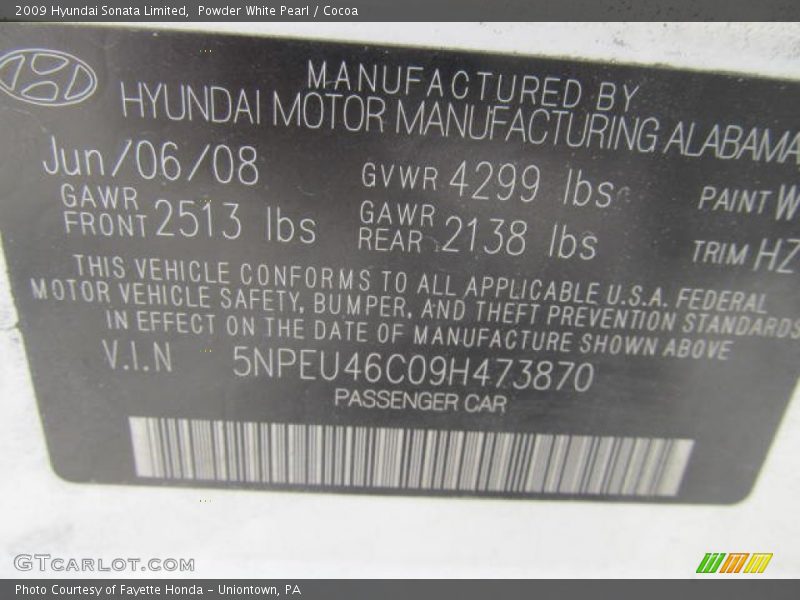 2009 Hyundai Sonata Limited, Powder White Pearl / Cocoa
MANUFACTURED BY
HYUNDAI MOTOR MANUFACTURING ALABAMA
Jun/06/08 GVWR 4299 lbs PAINT W
GAWR FRONT 2513 lbs GAWR REAR 2138 lbs TRIM HZ
THIS VEHICLE CONFORMS TO ALL APPLICABLE U.S.A. FEDERAL
MOTOR VEHICLE SAFETY, BUMPER, AND THEFT PREVENTION STANDARDS
IN EFFECT ON THE DATE OF MANUFACTURE SHOWN ABOVE
V.I.N 5NPEU46C09H473870
PASSENGER CAR
GTCARLOT.COM
Photo Courtesy of Fayette Honda - Uniontown, PA